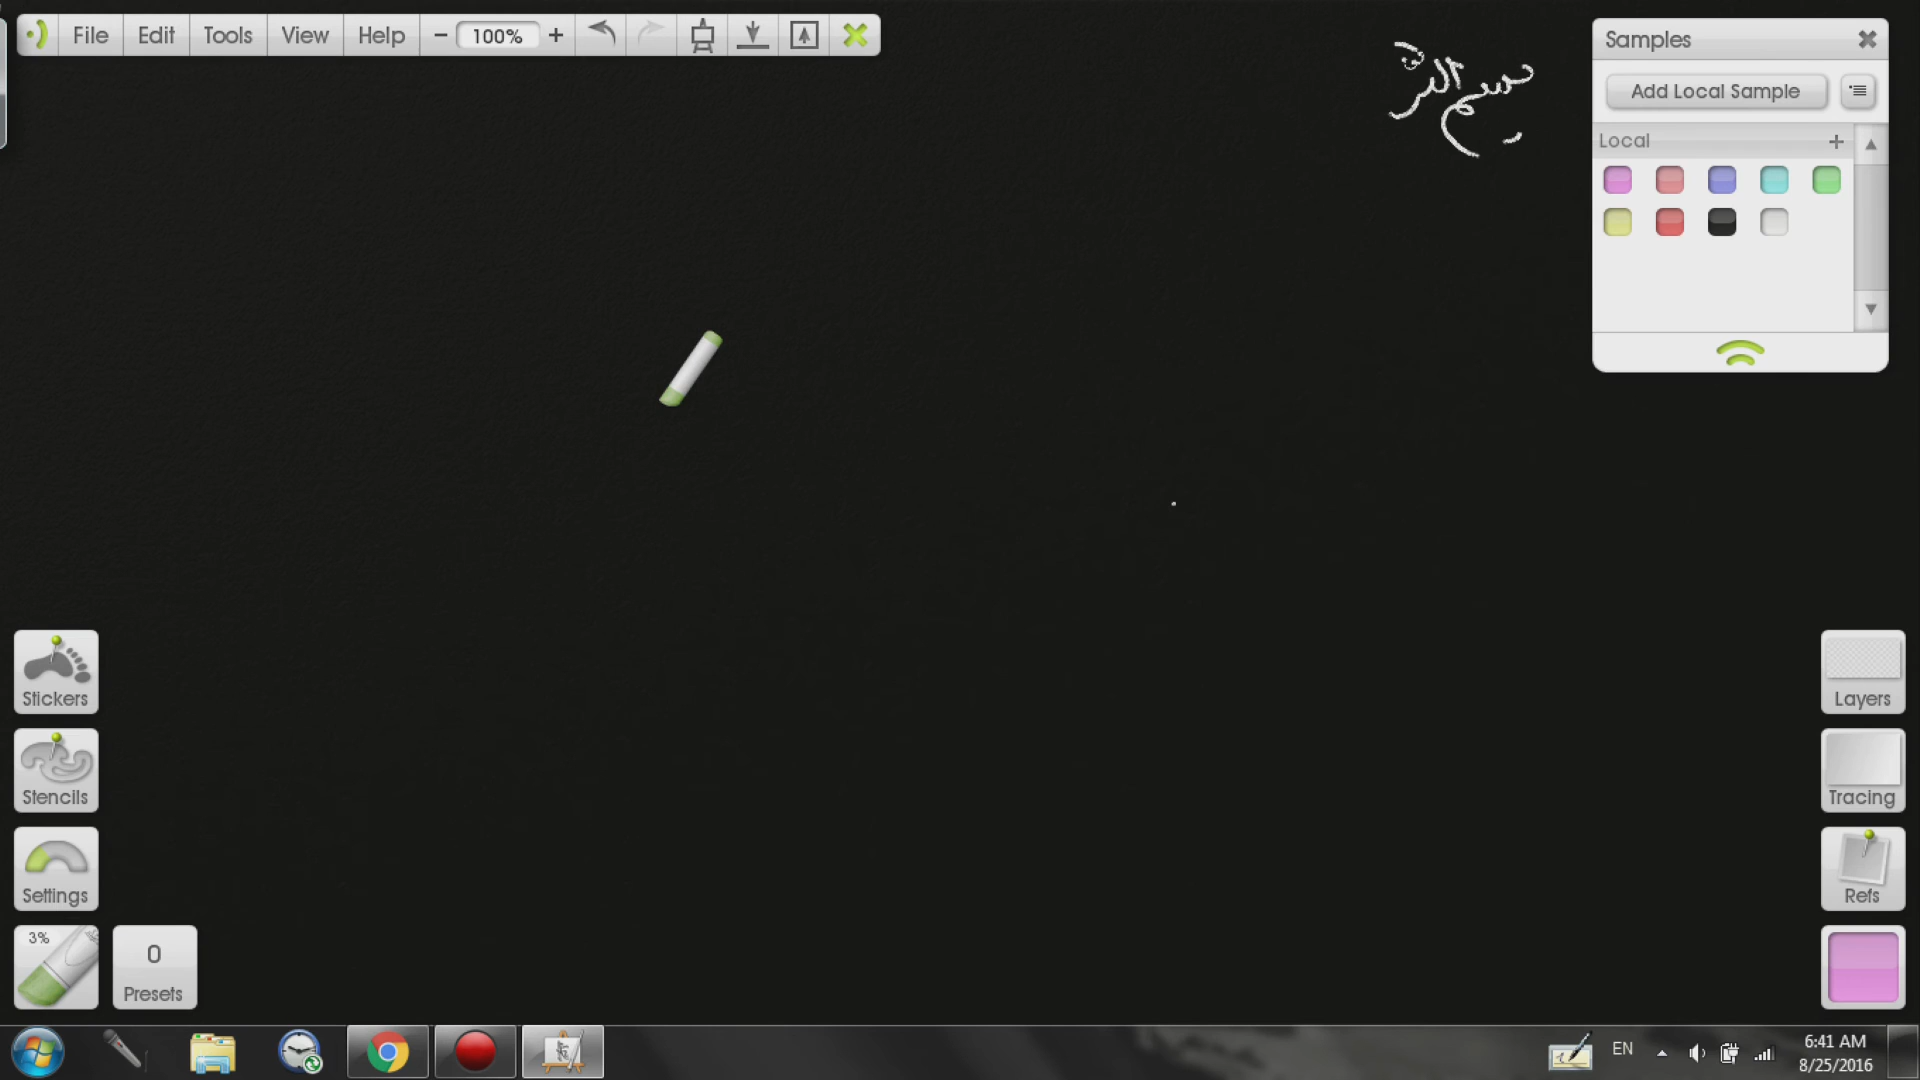 File Edit Tools View Help − 100% +
بسم الله
Samples
Add Local Sample
Local +
Stickers
Stencils
Settings
3%
0
Presets
Layers
Tracing
Refs
EN
6:41 AM
8/25/2016